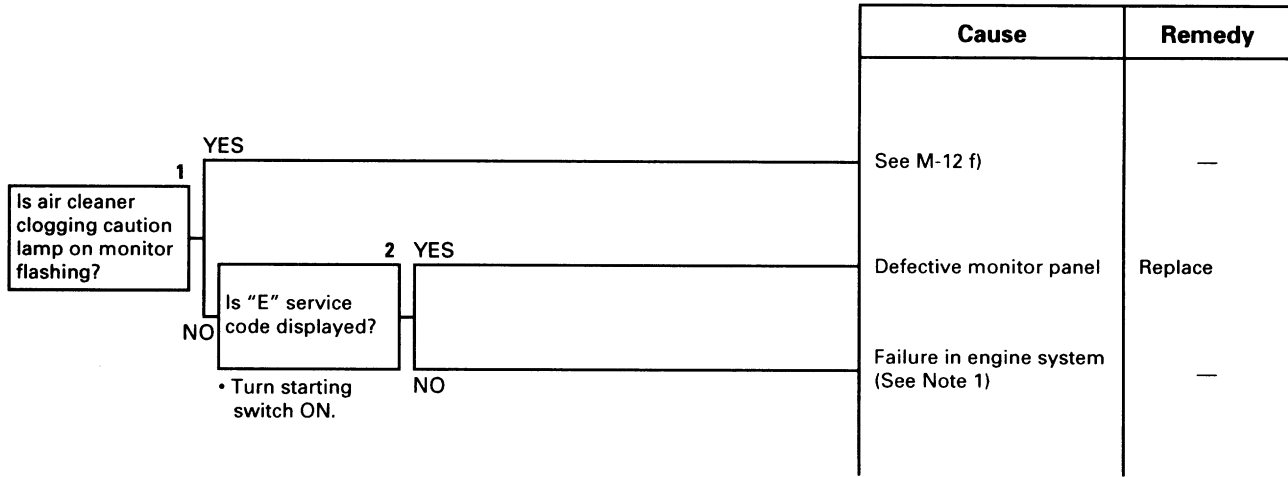 Cause
Remedy
YES
1
See M-12 f)
—
Is air cleaner
clogging caution
lamp on monitor
flashing?
2
YES
Defective monitor panel
Replace
Is “E” service
code displayed?
NO
• Turn starting
switch ON.
NO
Failure in engine system
(See Note 1)
—